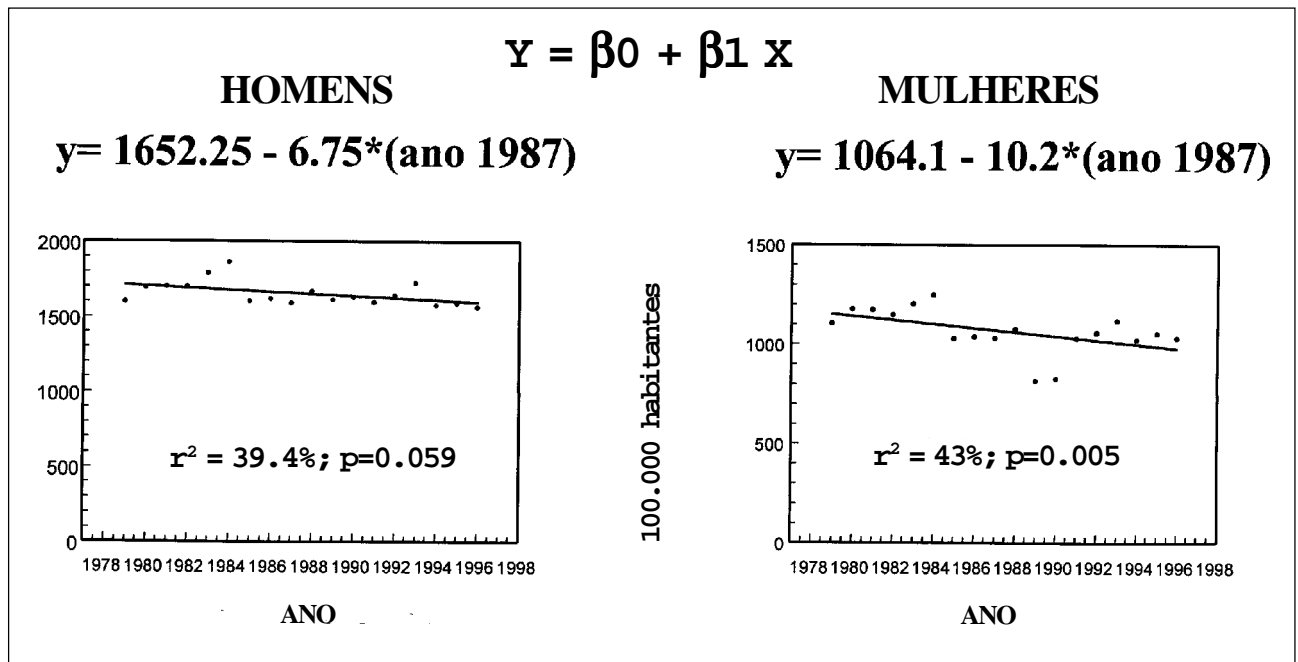 Y = β0 + β1 X
HOMENS
y= 1652.25 - 6.75*(ano 1987)
2000
1500
1000
500
0
r² = 39.4%; p=0.059
1978 1980 1982 1984 1986 1988 1990 1992 1994 1996 1998
ANO
MULHERES
y= 1064.1 - 10.2*(ano 1987)
100.000 habitantes
1500
1000
500
0
r² = 43%; p=0.005
1978 1980 1982 1984 1986 1988 1990 1992 1994 1996 1998
ANO